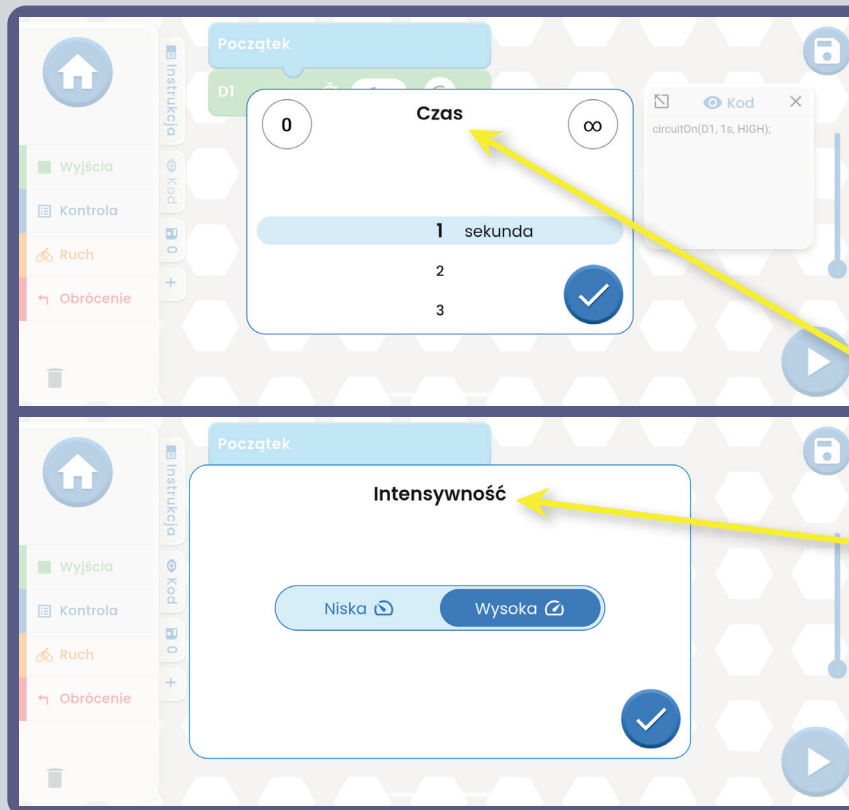 Początek
D1
Instrukcja
Kod
0
+
Wyjścia
Kontrola
Ruch
Obrócenie
0
Czas
∞
1 sekunda
2
3
Kod
circuitOn(D1, 1s, HIGH);
Początek
Instrukcja
Kod
0
+
Wyjścia
Kontrola
Ruch
Obrócenie
Intensywność
Niska
Wysoka